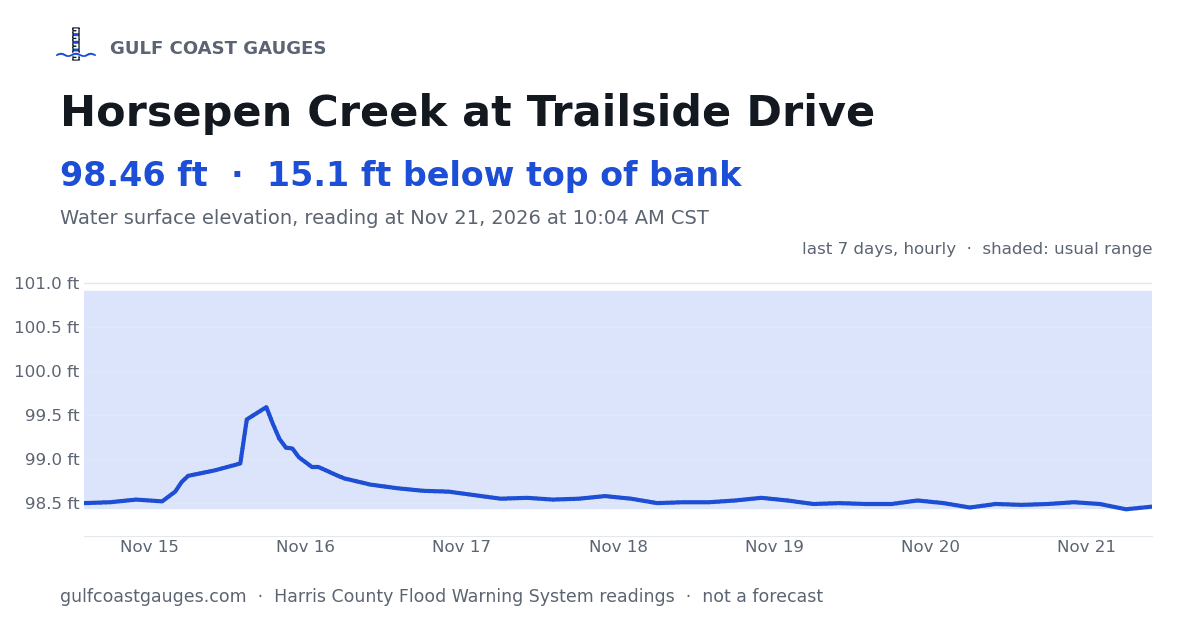 GULF COAST GAUGES
Horsepen Creek at Trailside Drive
98.46 ft · 15.1 ft below top of bank
Water surface elevation, reading at Nov 21, 2026 at 10:04 AM CST
last 7 days, hourly · shaded: usual range
101.0 ft
100.5 ft
100.0 ft
99.5 ft
99.0 ft
98.5 ft
Nov 15 Nov 16 Nov 17 Nov 18 Nov 19 Nov 20 Nov 21
gulfcoastgauges.com · Harris County Flood Warning System readings · not a forecast